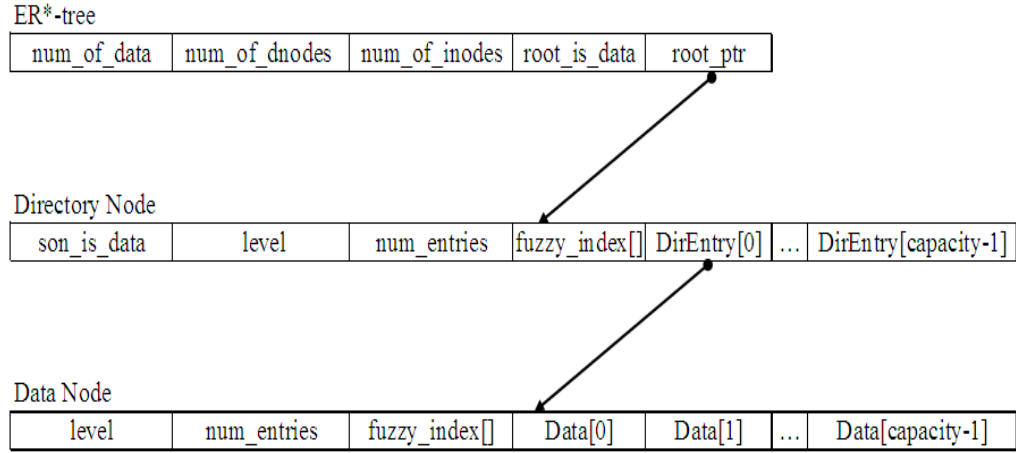 ER*-tree
num_of_data num_of_dnodes num_of_inodes root_is_data root_ptr
Directory Node
son_is_data level num_entries fuzzy_index[] DirEntry[0] ... DirEntry[capacity-1]
Data Node
level num_entries fuzzy_index[] Data[0] Data[1] ... Data[capacity-1]